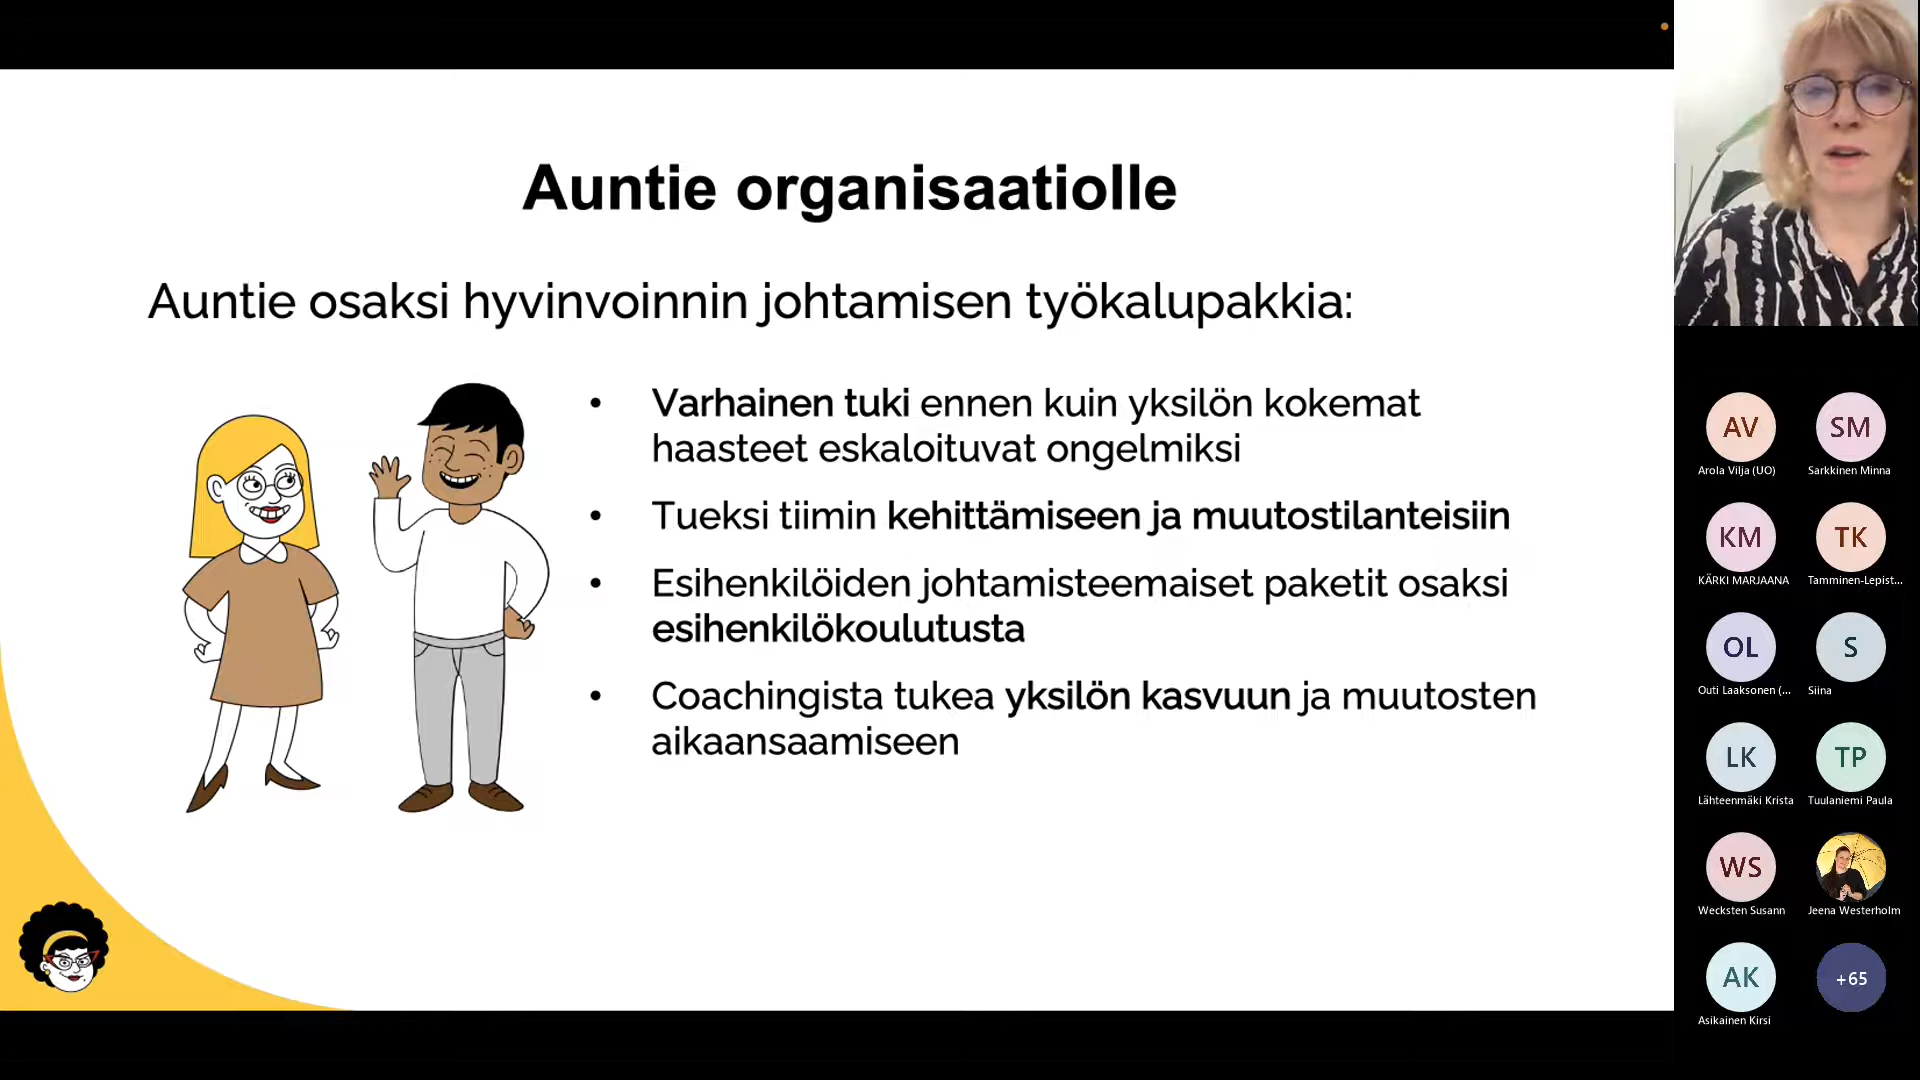 Auntie organisaatiolle
Auntie osaksi hyvinvoinnin johtamisen työkalupakkia:
• Varhainen tuki ennen kuin yksilön kokemat
haasteet eskaloituvat ongelmiksi
• Tueksi tiimin kehittämiseen ja muutostilanteisiin
• Esihenkilöiden johtamisteemaiset paketit osaksi
esihenkilökoulutusta
• Coachingista tukea yksilön kasvuun ja muutosten
aikaansaamiseen
AV
Arola Vilja (UO)
SM
Sarkkinen Minna
KM
KÄRKI MARJAANA
TK
Tamminen-Lepist...
OL
Outi Laaksonen (...
S
Siina
LK
Lähteenmäki Krista
TP
Tuulaniemi Paula
WS
Wecksten Susann
Jeena Westerholm
AK
Asikainen Kirsi
+65